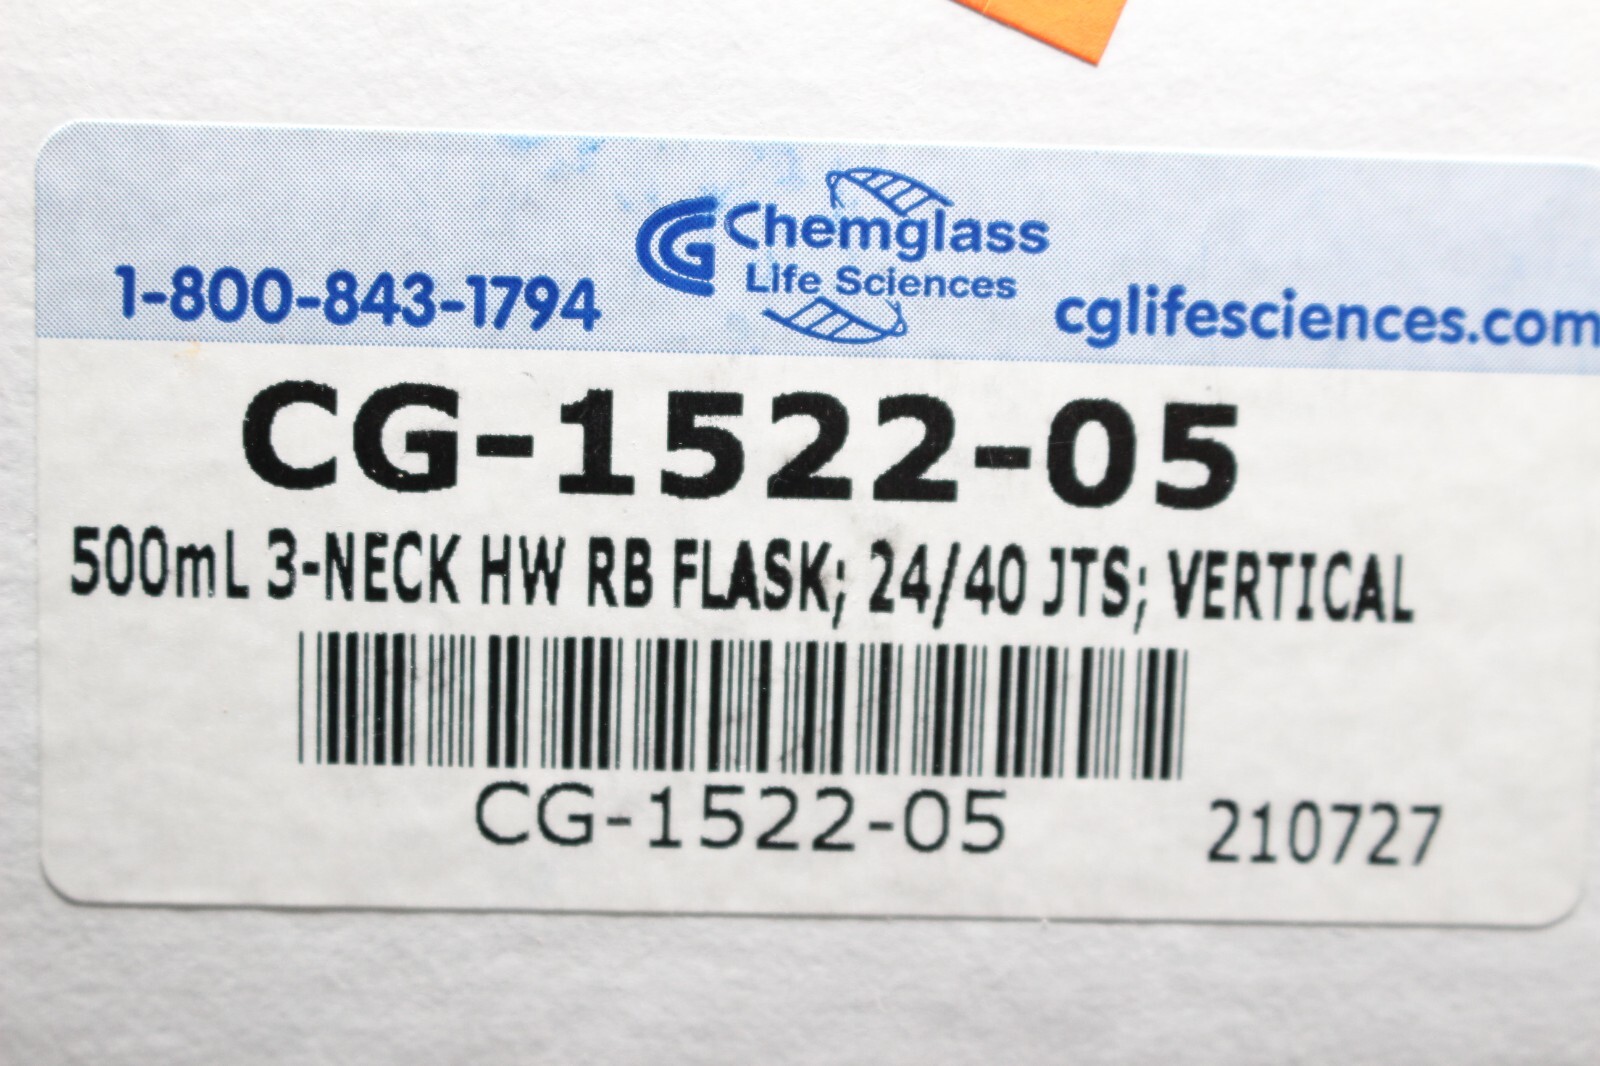 CG Chemglass
Life Sciences
1-800-843-1794
cglifesciences.com
CG-1522-05
500mL 3-NECK HW RB FLASK; 24/40 JTS; VERTICAL
CG-1522-05
210727